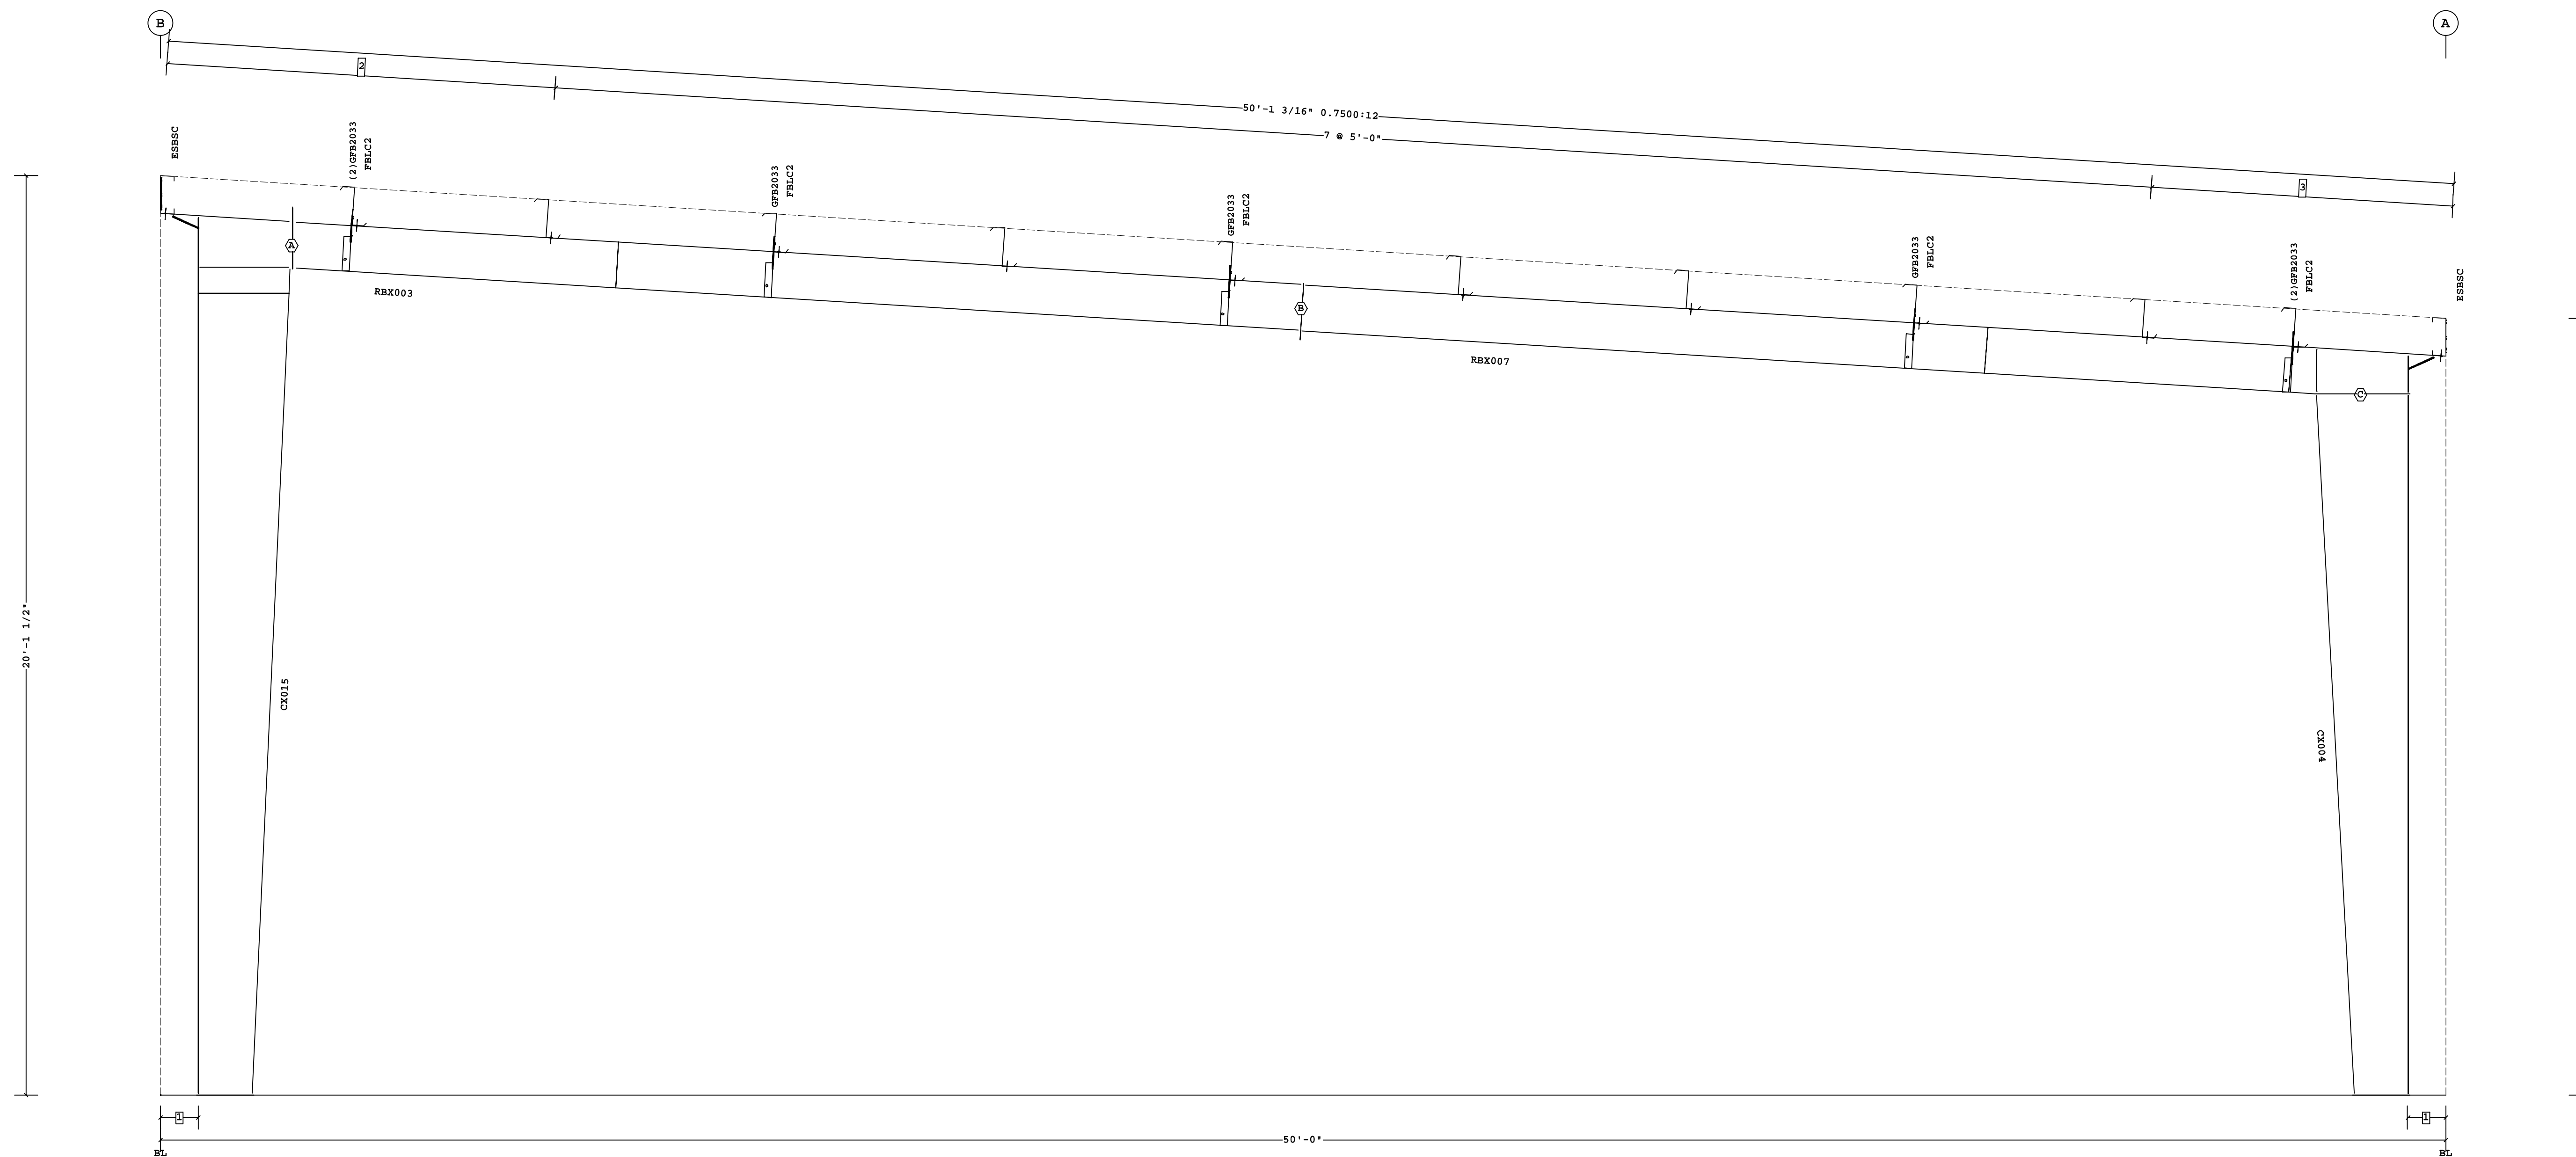 B
A
2
50'-1 3/16" 0.7500:12
7 @ 5'-0"
3
ESBSC
(2)GFB2033
FBLC2
GFB2033
FBLC2
GFB2033
FBLC2
GFB2033
FBLC2
(2)GFB2033
FBLC2
ESBSC
A
RBX003
B
RBX007
C
20'-1 1/2"
CX015
CX004
1
1
50'-0"
BL
BL